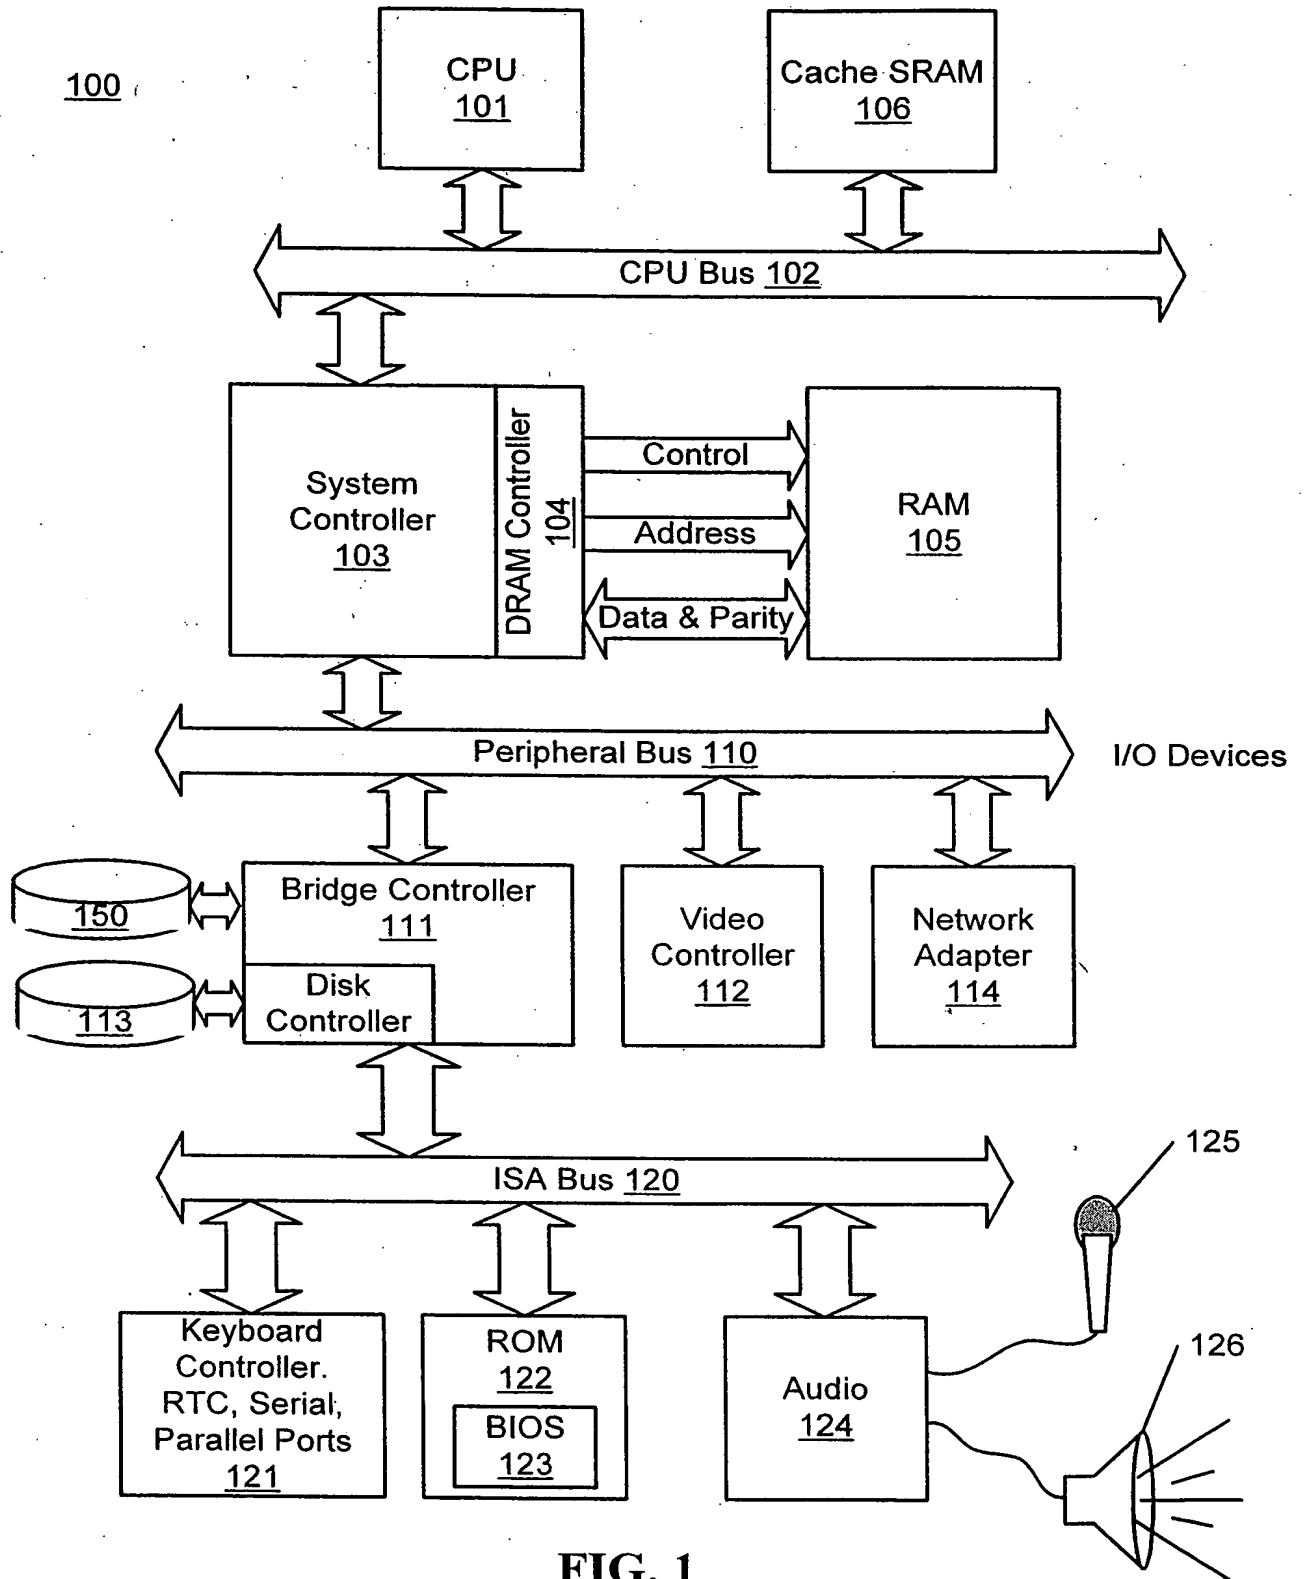 100
CPU
101
Cache SRAM
106
CPU Bus 102
System
Controller
103
DRAM Controller
104
Control
Address
Data & Parity
RAM
105
Peripheral Bus 110
I/O Devices
150
113
Bridge Controller
111
Disk
Controller
Video
Controller
112
Network
Adapter
114
ISA Bus 120
125
126
Keyboard
Controller.
RTC, Serial,
Parallel Ports
121
ROM
122
BIOS
123
Audio
124
FIG. 1